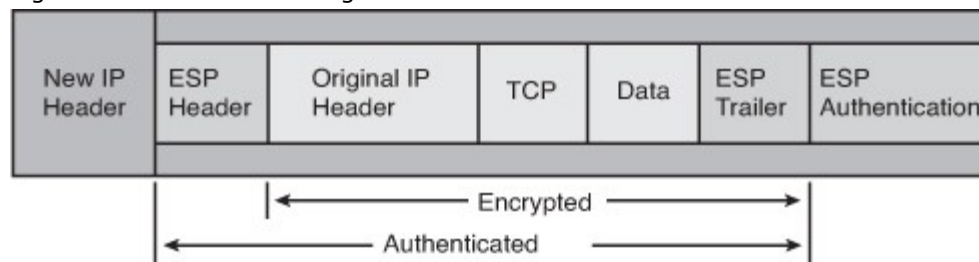 New IP
Header
ESP
Header
Original IP
Header
TCP
Data
ESP
Trailer
ESP
Authentication
Encrypted
Authenticated